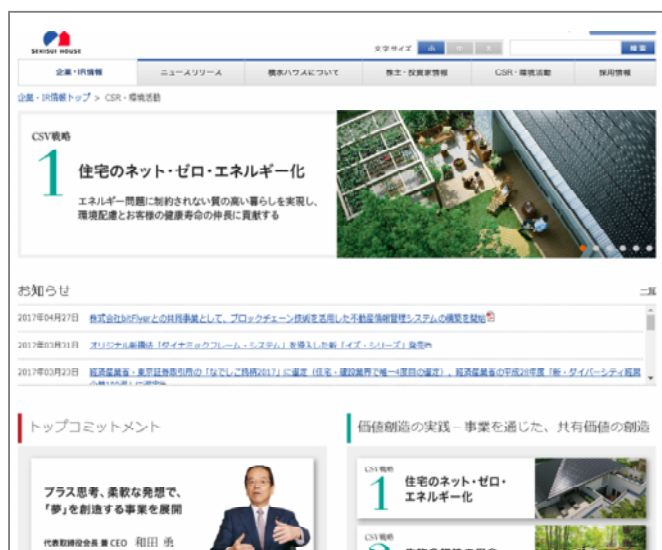 SEKISUI HOUSE
文字サイズ 小 中 大 検索
企業・IR情報 ニュースリリース 積水ハウスについて 株主・投資家情報 CSR・環境活動 採用情報
企業・IR情報トップ > CSR・環境活動
CSV戦略
1 住宅のネット・ゼロ・エネルギー化
エネルギー問題に制約されない質の高い暮らしを実現し、
環境配慮とお客様の健康寿命の伸長に貢献する
お知らせ 一覧
2017年04月27日 株式会社bitFlyerとの共同事業として、ブロックチェーン技術を活用した不動産情報管理システムの構築を開始
2017年03月31日 オリジナル新構法「ダイナミックフレーム・システム」を導入した新「イズ・シリーズ」発売
2017年03月23日 経済産業省・東京証券取引所の「なでしこ銘柄2017」に選定(住宅・建設業界で唯一4度目の選定)、経済産業省の平成28年度「新・ダイバーシティ経営
トップコミットメント
価値創造の実践－事業を通じた、共有価値の創造
プラス思考、柔軟な発想で、
「夢」を創造する事業を展開
代表取締役会長 兼 CEO 和田 勇
CSV戦略
1 住宅のネット・ゼロ・
エネルギー化
CSV戦略